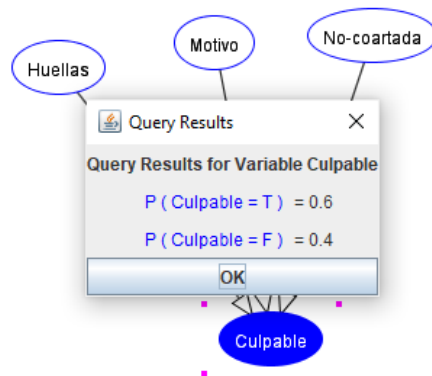 No-coartada
Motivo
Huellas
Query Results
Query Results for Variable Culpable
P ( Culpable = T ) = 0.6
P ( Culpable = F ) = 0.4
OK
Culpable